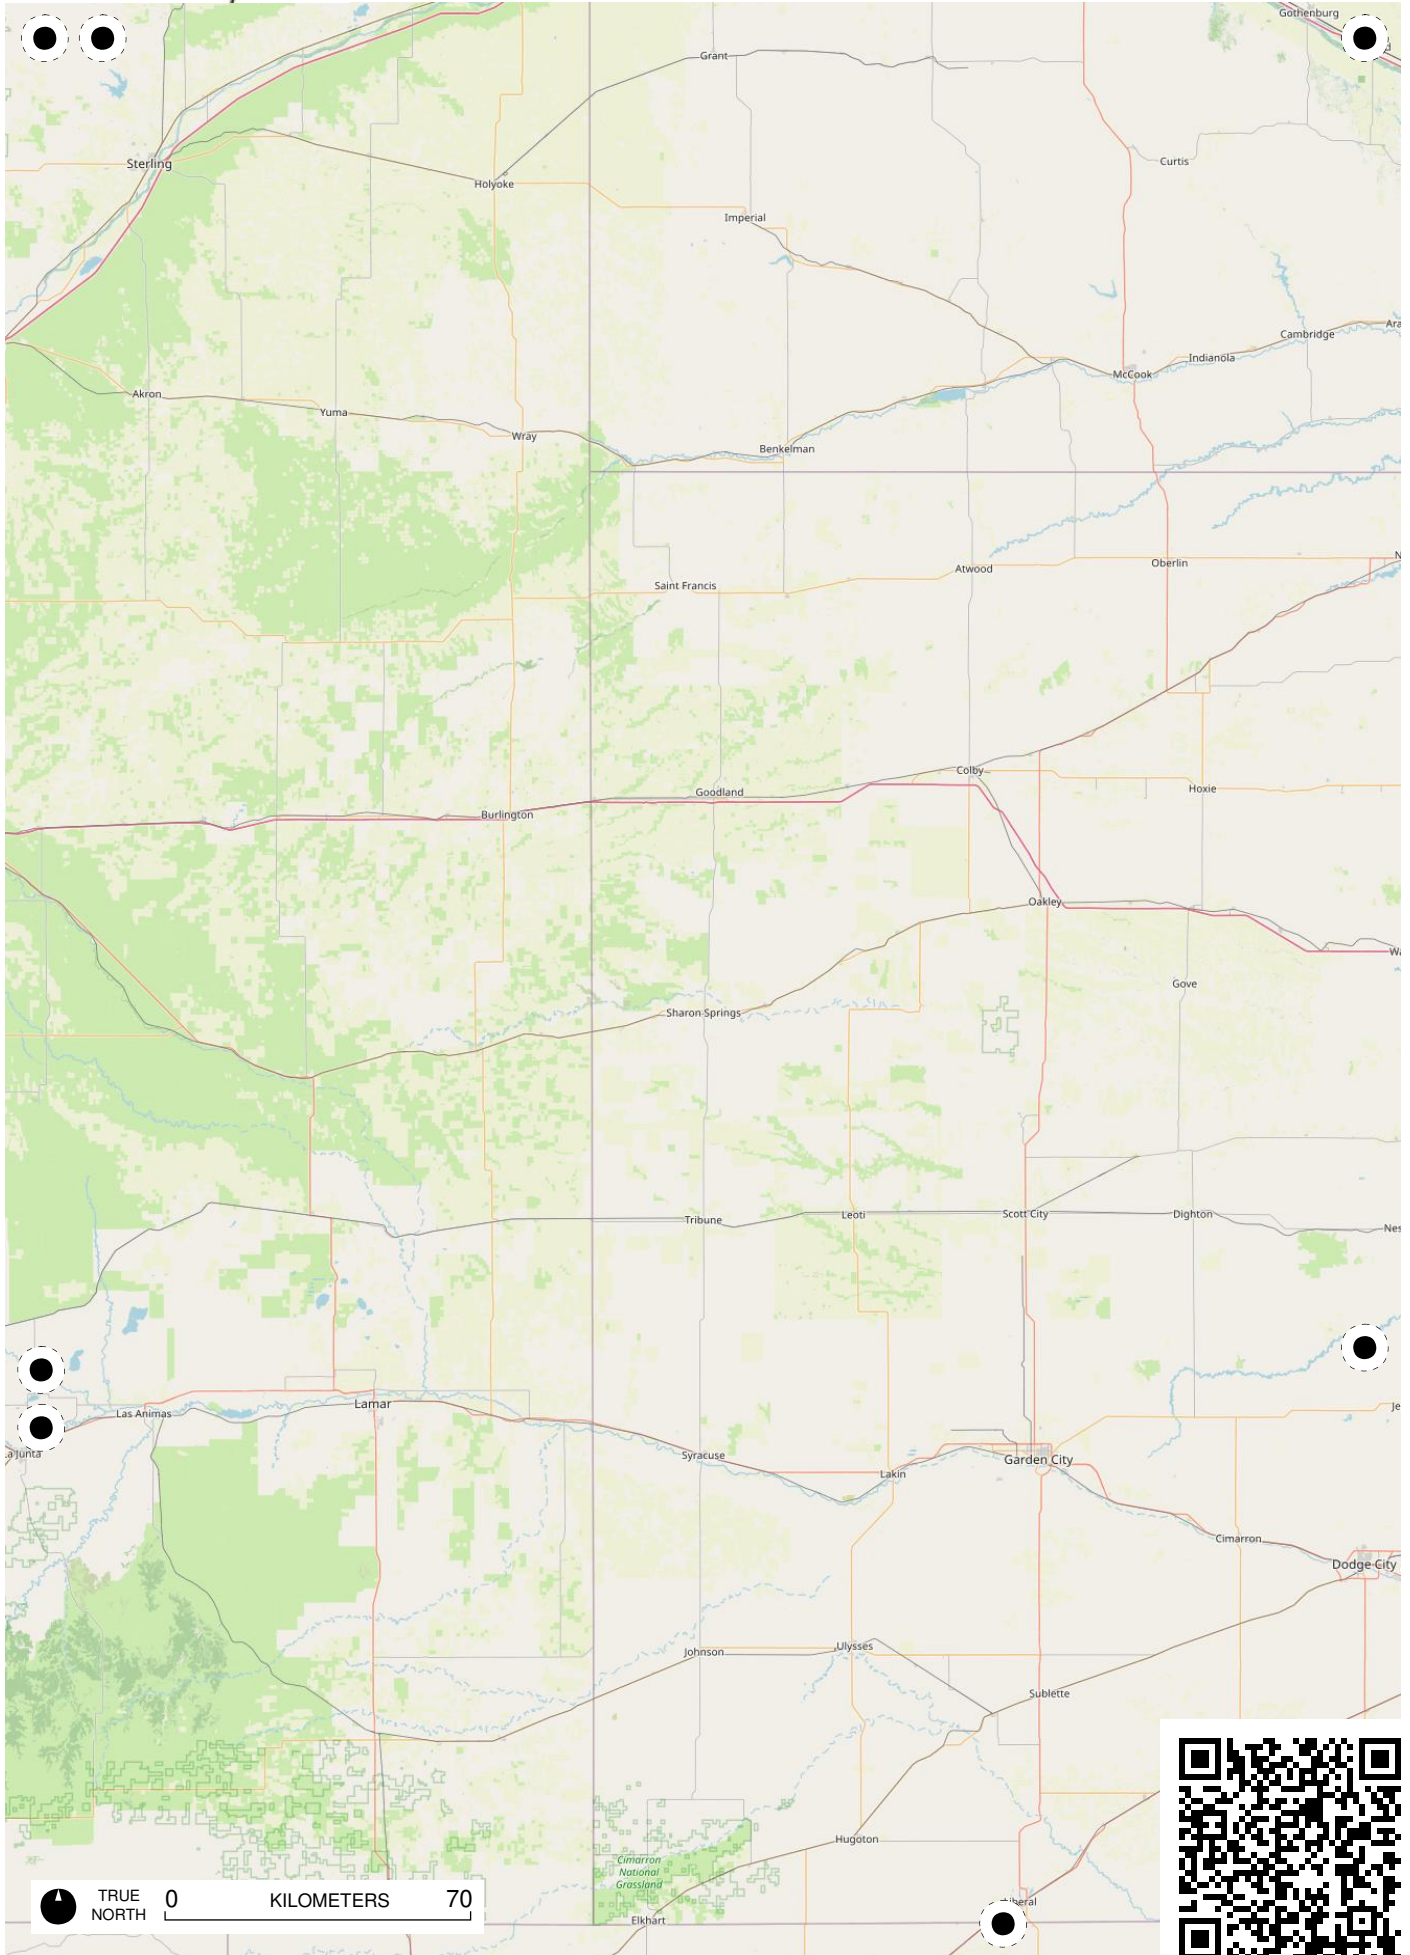 Gothenburg
Grant
Curtis
Sterling
Holyoke
Imperial
Cambridge
Indianola
McCook
Akron
Yuma
Wray
Benkelman
Atwood
Oberlin
Saint Francis
Colby
Goodland
Hoxie
Burlington
Oakley
Gove
Sharon Springs
Tribune
Leoti
Scott City
Dighton
Las Animas
Lamar
Syracuse
Garden City
Lakin
Cimarron
Dodge City
Johnson
Ulysses
Sublette
Hugoton
Cimarron
National
Grassland
Elkhart
TRUE
NORTH
0 KILOMETERS 70